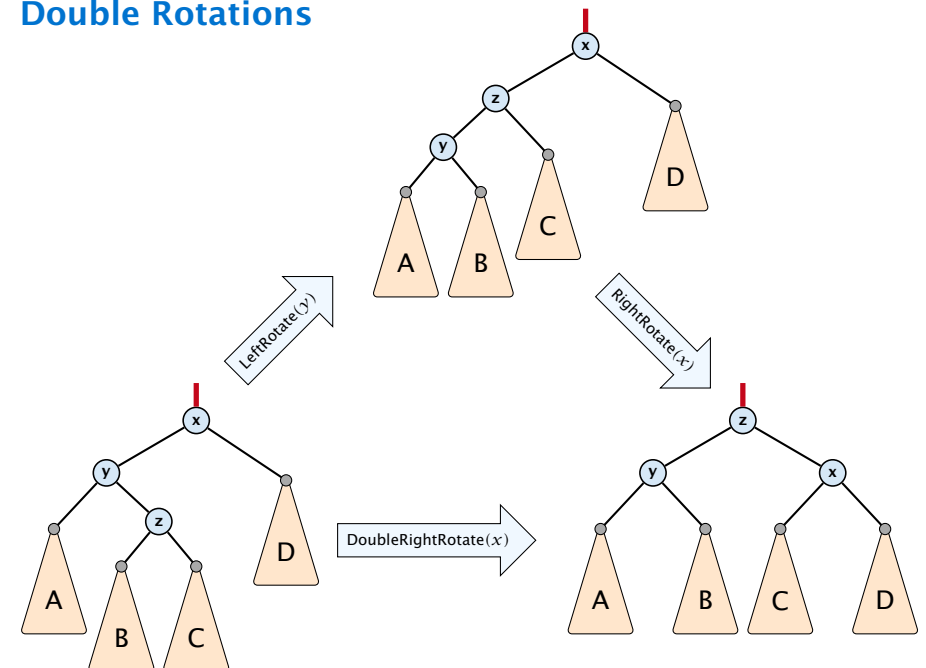 Double Rotations
x
z
y
D
C
A
B
LeftRotate(y)
RightRotate(x)
x
z
y
y
x
z
D
DoubleRightRotate(x)
A
A
B
C
D
B
C